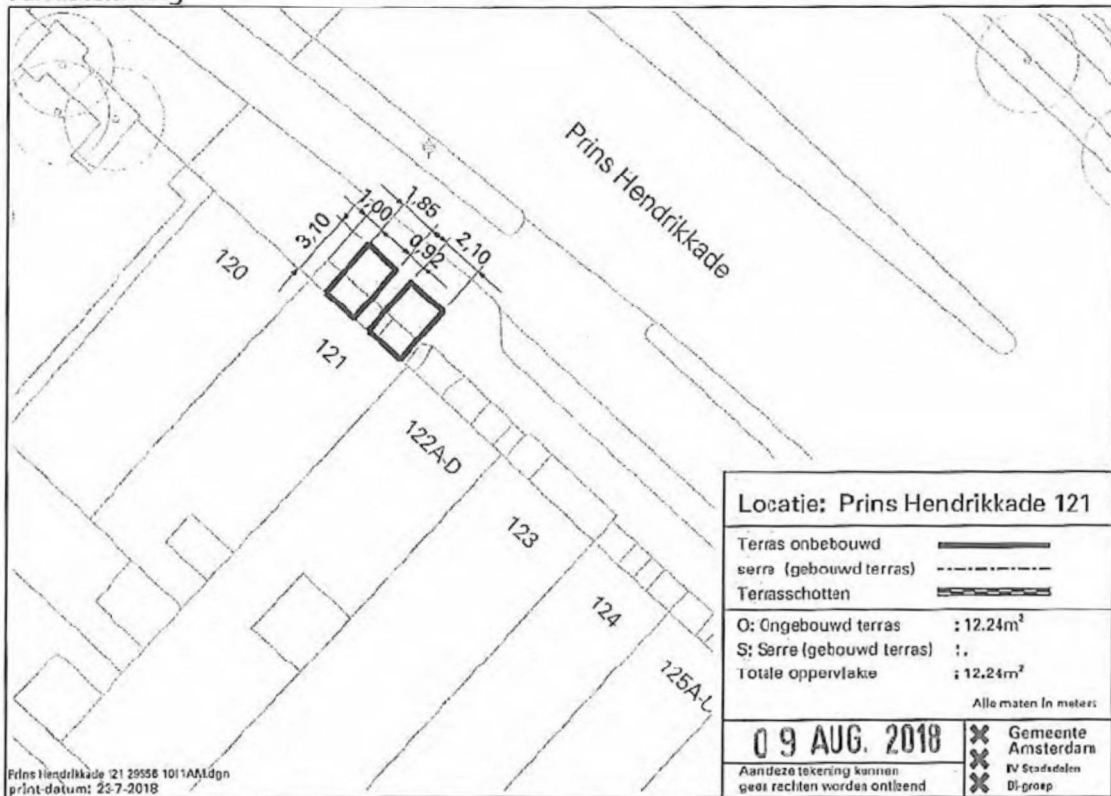 Prins Hendrikkade
3,10
1,00
1,85
0,92
2,10
120
121
122A-D
123
124
Locatie: Prins Hendrikkade 121
Terras onbebouwd
serre (gebouwd terras)
Terrasschotten
O: Ongebouwd terras : 12.24m²
S: Serre (gebouwd terras) :.
Totale oppervlakte : 12.24m²
Alle maten in meters
09 AUG. 2018
Aan deze tekening kunnen
geen rechten worden ontleend
Gemeente
Amsterdam
IV Stadsdelen
print-datum: 23-7-2018